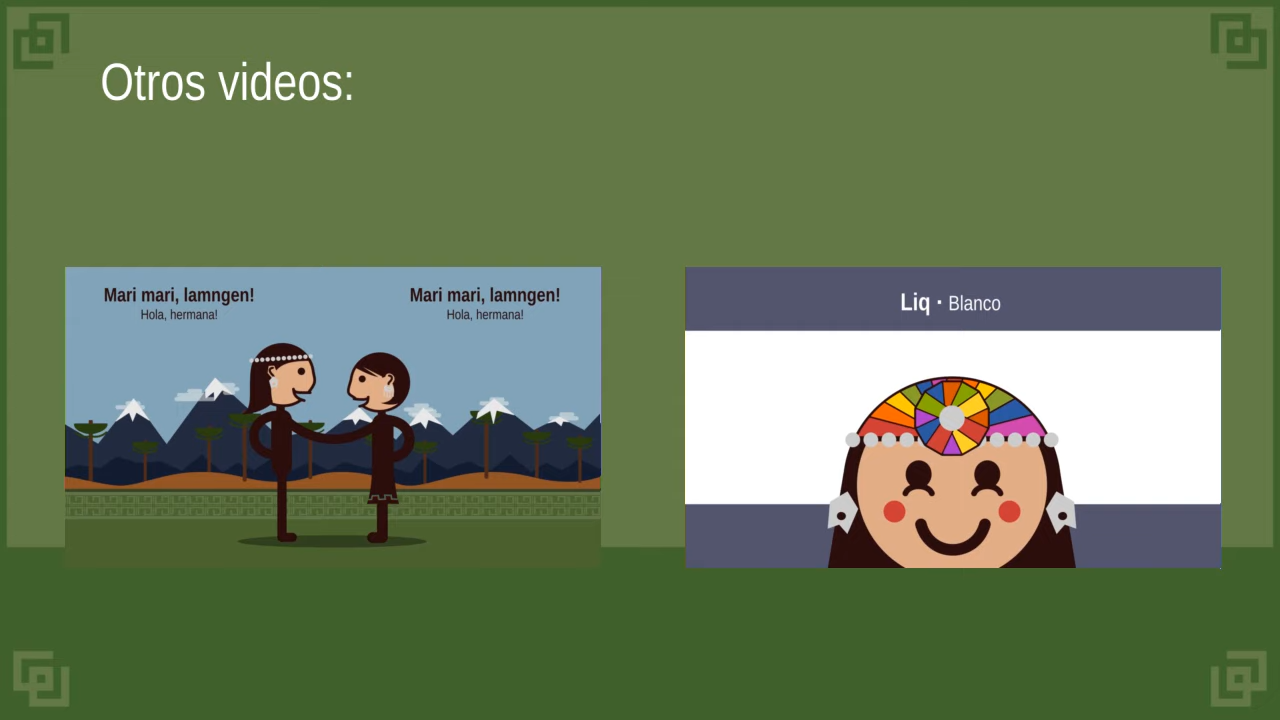 Otros videos:
Mari mari, lamngen!
Hola, hermana!
Mari mari, lamngen!
Hola, hermana!
Liq · Blanco